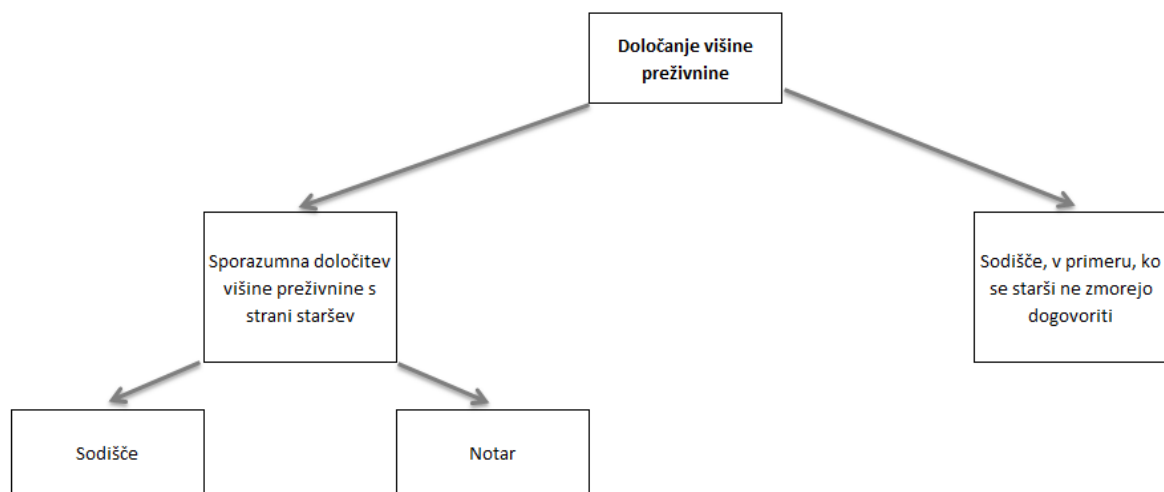 Določanje višine
preživnine
Sporazumna določitev
višine preživnine s
strani staršev
Sodišče, v primeru, ko
se starši ne zmorejo
dogovoriti
Sodišče
Notar